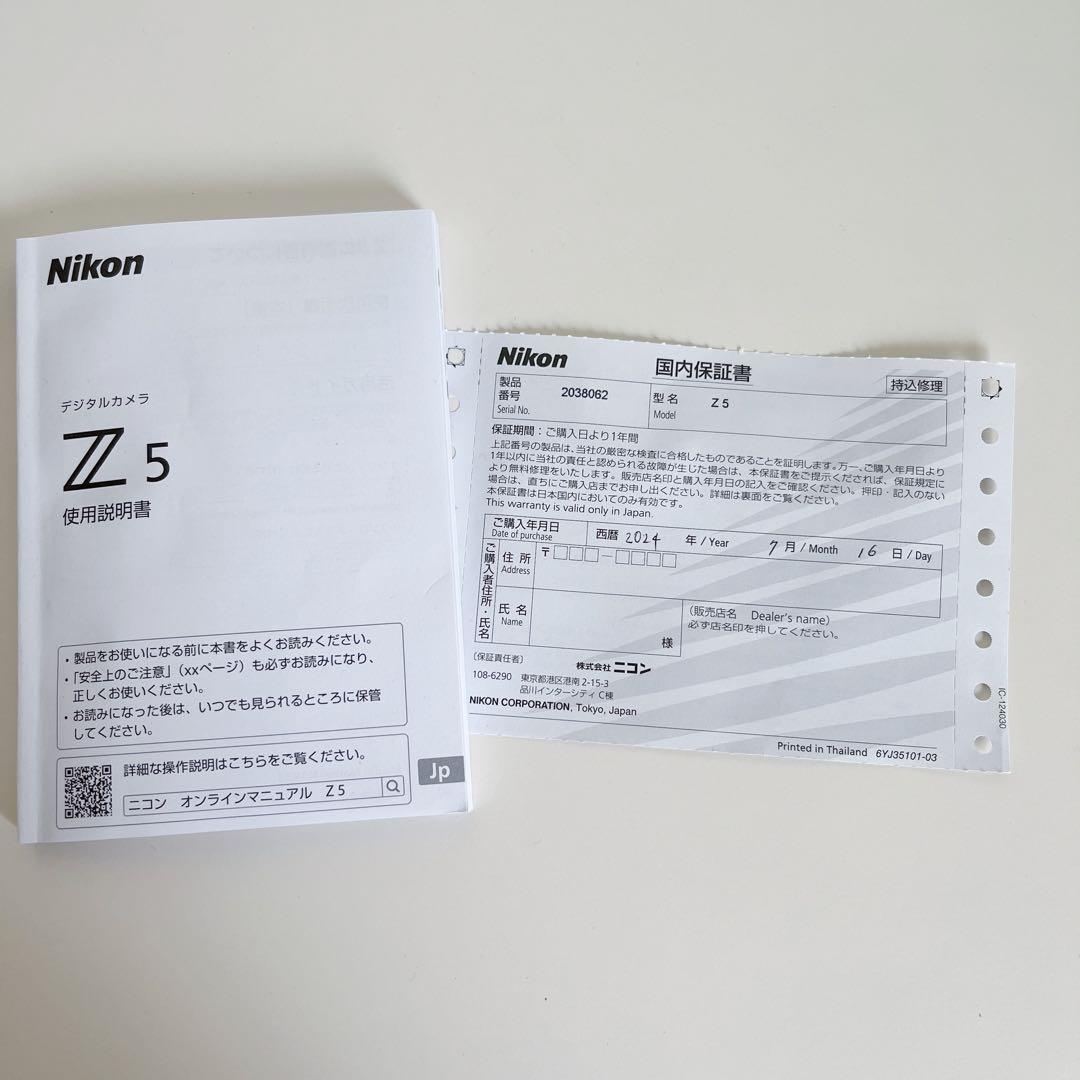 Nikon
デジタルカメラ
Z 5
使用説明書
・製品をお使いになる前に本書をよくお読みください。
・「安全上のご注意」（xxページ）も必ずお読みになり、
正しくお使いください。
・お読みになった後は、いつでも見られるところに保管
してください。
詳細な操作説明はこちらをご覧ください。
ニコン オンラインマニュアル Z 5
Jp
Nikon 国内保証書 持込修理
製品番号 Serial No. 2038062 型名 Model Z 5
保証期間：ご購入日より1年間
上記番号の製品は、当社の厳密な検査に合格したものであることを証明します。万一、ご購入年月日より
1年以内に当社の責任と認められる故障が生じた場合は、本保証書をご提示くだされば、保証規定に
より無料修理をいたします。販売店名印と購入年月日の記入をご確認ください。押印・記入のない
場合は、直ちにご購入店までお申し出ください。詳細は裏面をご覧ください。
本保証書は日本国内においてのみ有効です。
This warranty is valid only in Japan.
ご購入年月日 Date of purchase 西暦 2024 年 / Year 7 月 / Month 16 日 / Day
ご購入者住所・氏名
住所 Address 〒
氏名 Name 様
（販売店名 Dealer's name）
必ず店名印を押してください。
〔保証責任者〕 株式会社 ニコン
108-6290 東京都港区港南 2-15-3
品川インターシティ C棟
NIKON CORPORATION, Tokyo, Japan
Printed in Thailand 6YJ35101-03
IC-124030